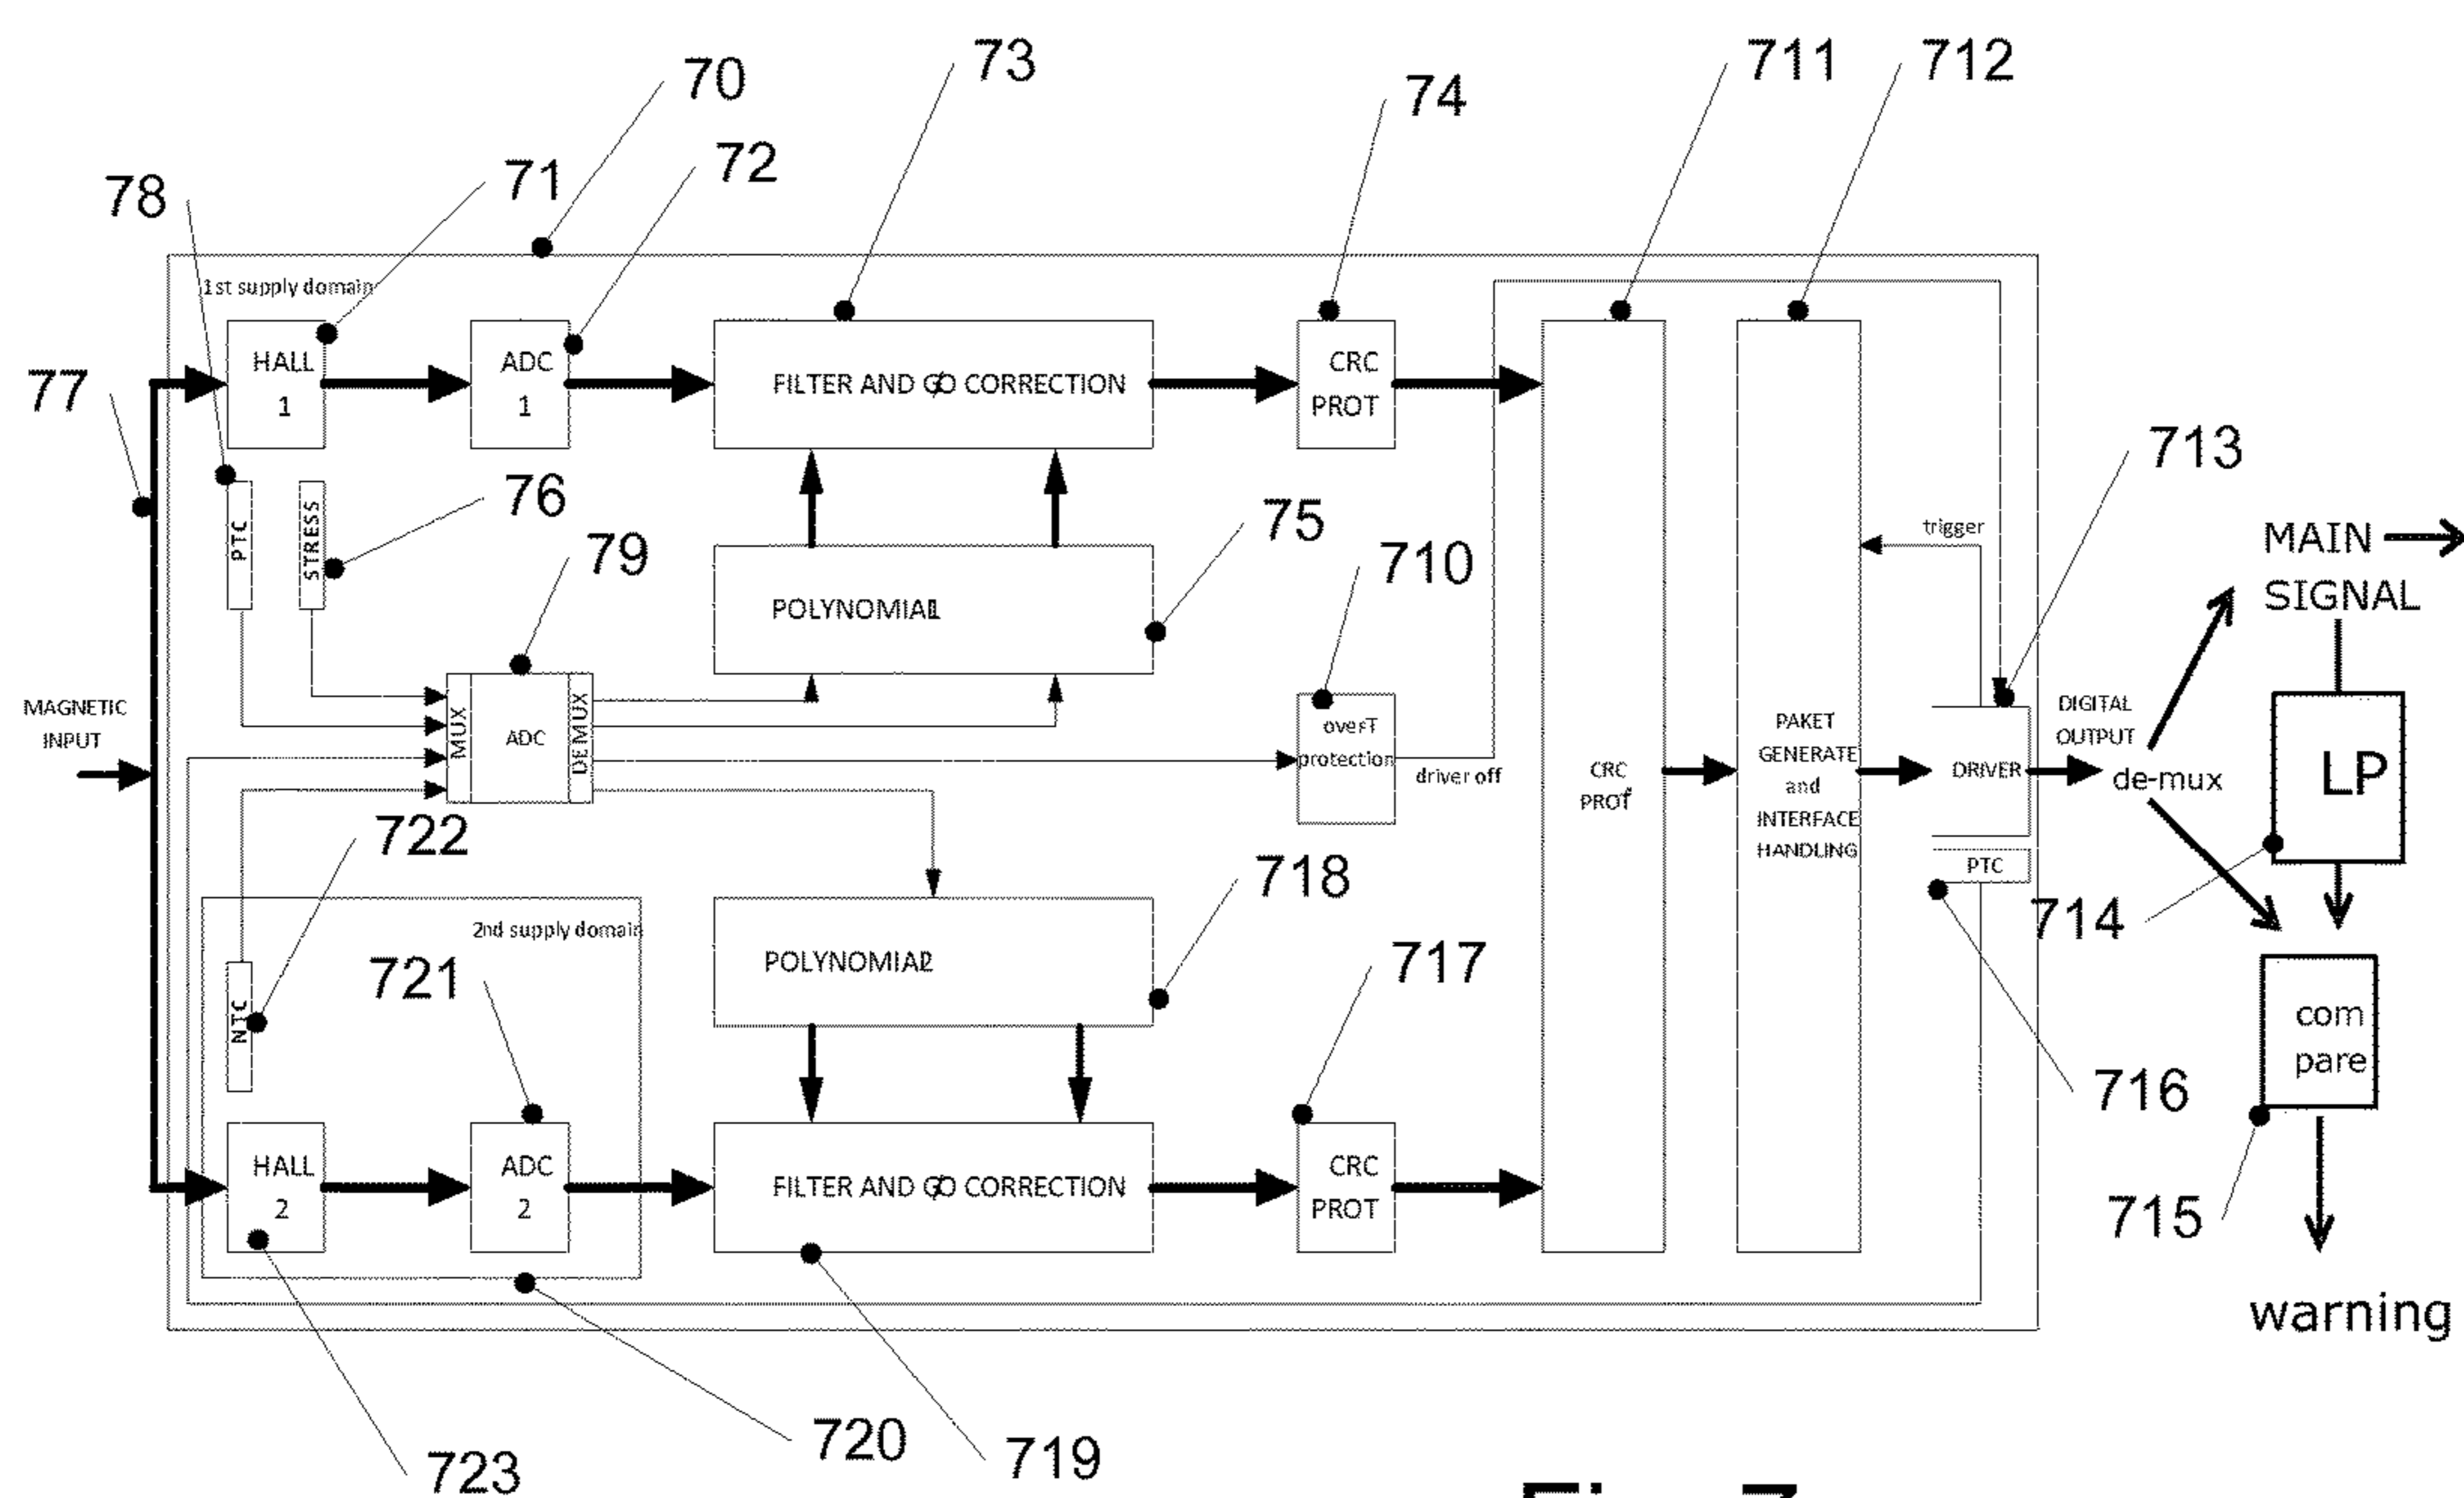 70
73
711
712
74
71
72
78
1st supply domain
HALL
1
ADC
1
FILTER AND G/O CORRECTION
CRC
PROT
77
713
PTC
STRESS
76
79
75
710
trigger
MAIN
SIGNAL
POLYNOMIAL1
MAGNETIC
INPUT
MUX
ADC
DEMUX
overT
protection
driver off
CRC
PROT
PAKET
GENERATE
and
INTERFACE
HANDLING
DRIVER
DIGITAL
OUTPUT
de-mux
LP
PTC
722
718
714
2nd supply domain
721
POLYNOMIAL2
717
NTC
com
pare
716
HALL
2
ADC
2
FILTER AND G/O CORRECTION
CRC
PROT
715
warning
720
719
723